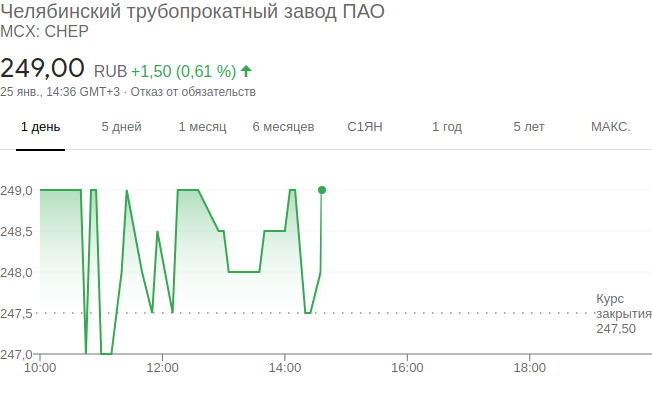 Челябинский трубопрокатный завод ПАО
MCX: CHEP
249,00 RUB +1,50 (0,61 %)
25 янв., 14:36 GMT+3 · Отказ от обязательств
1 день 5 дней 1 месяц 6 месяцев С1ЯН 1 год 5 лет МАКС.
249,0
248,5
248,0
Курс
закрытия
247,50
247,5
247,0
10:00 12:00 14:00 16:00 18:00